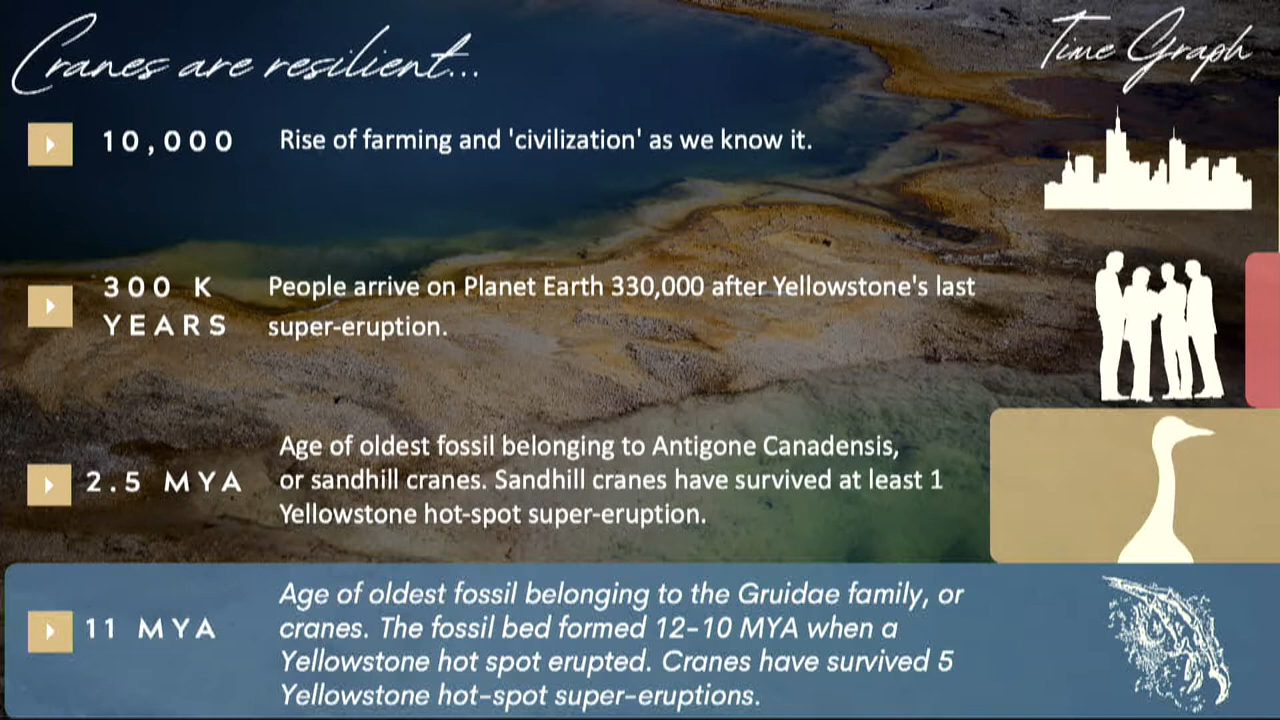 Cranes are resilient...
Time Graph
10,000
Rise of farming and 'civilization' as we know it.
300 K
YEARS
People arrive on Planet Earth 330,000 after Yellowstone's last
super-eruption.
2.5 MYA
Age of oldest fossil belonging to Antigone Canadensis,
or sandhill cranes. Sandhill cranes have survived at least 1
Yellowstone hot-spot super-eruption.
11 MYA
Age of oldest fossil belonging to the Gruidae family, or
cranes. The fossil bed formed 12-10 MYA when a
Yellowstone hot spot erupted. Cranes have survived 5
Yellowstone hot-spot super-eruptions.